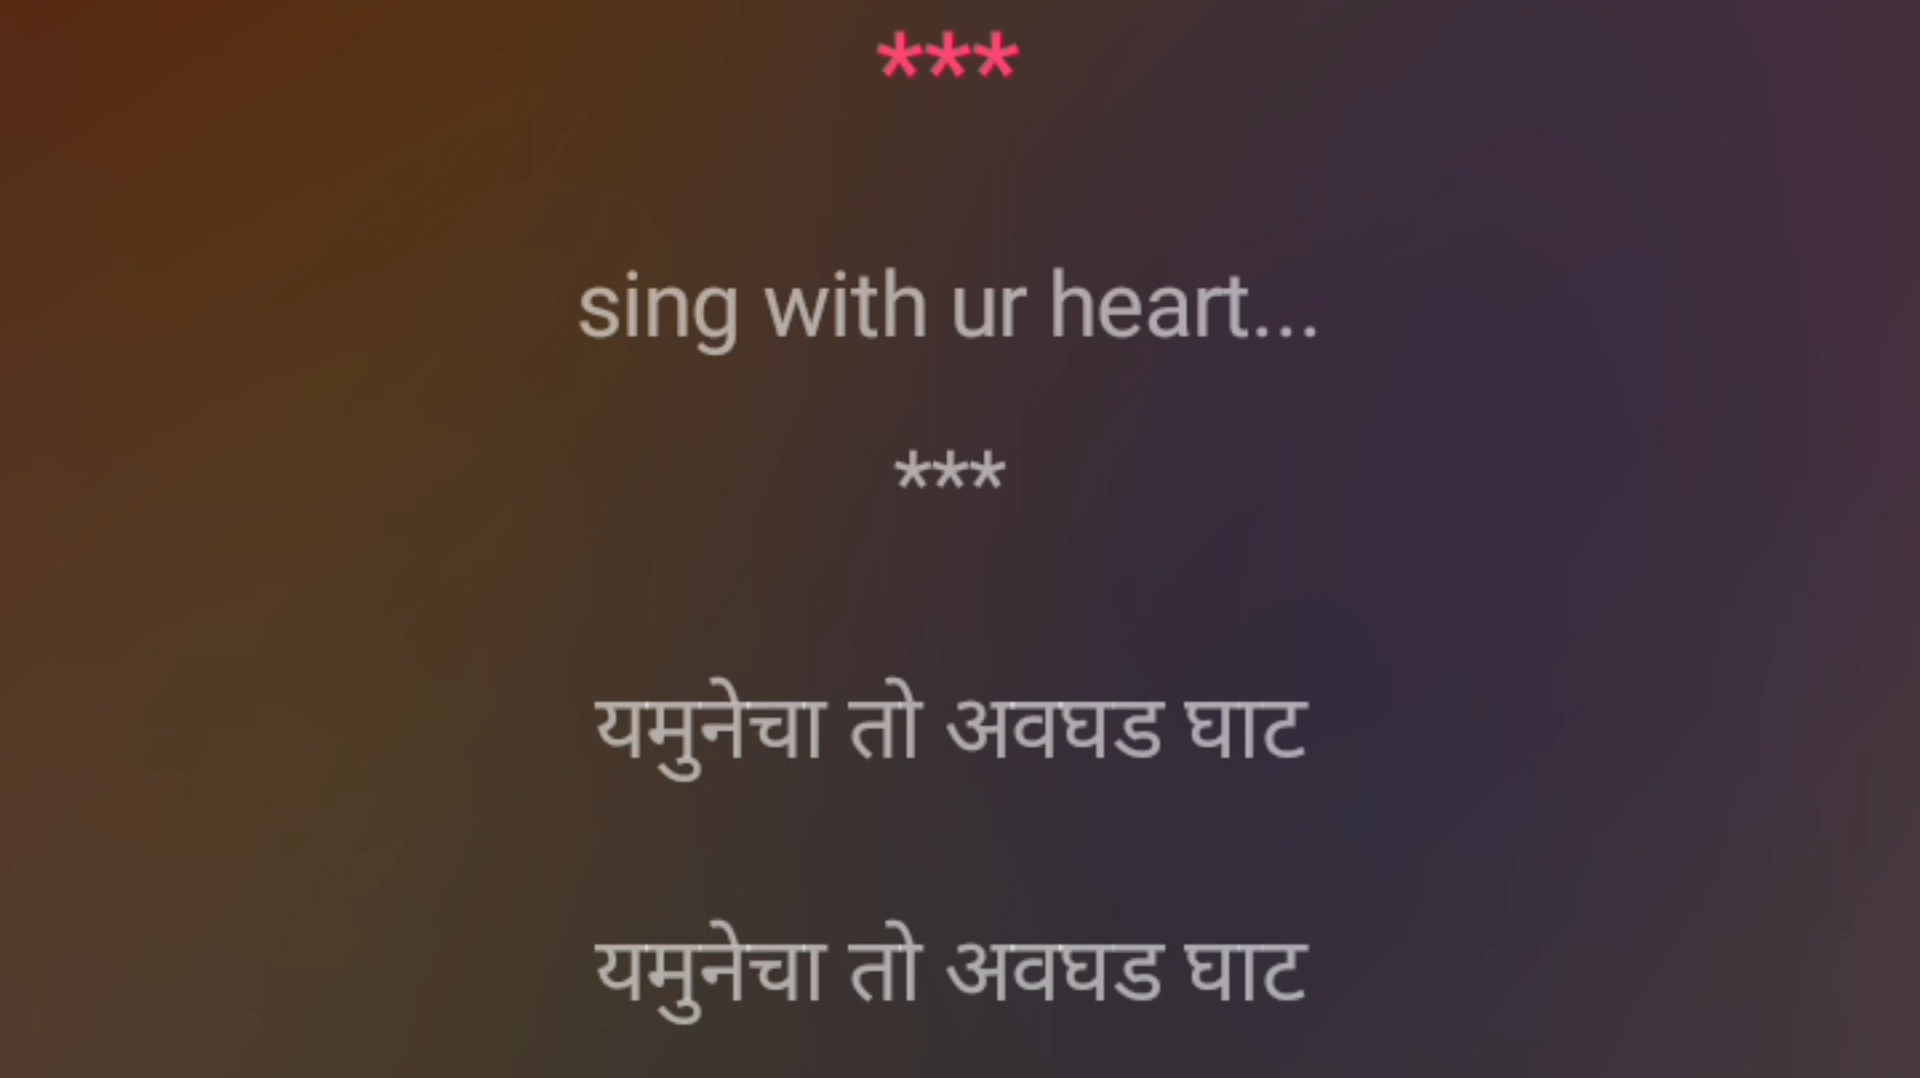 ***
sing with ur heart...
***
यमुनेचा तो अवघड घाट
यमुनेचा तो अवघड घाट